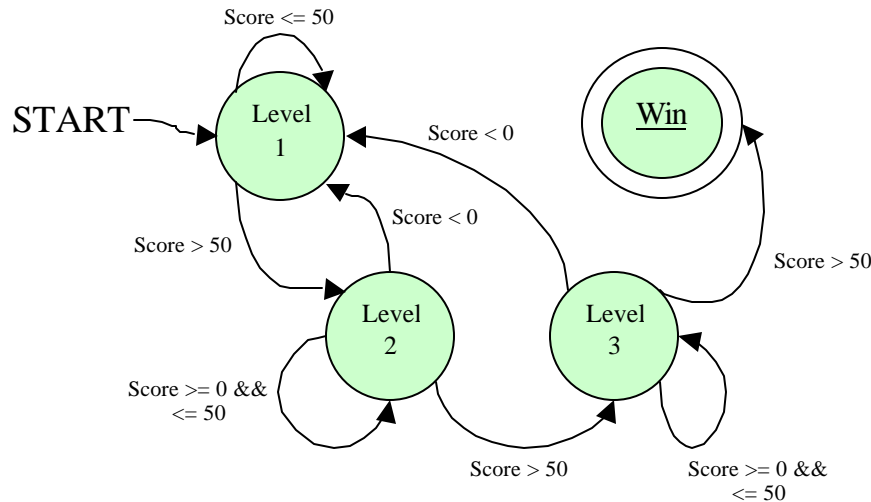 Score <= 50
START
Level
1
Win
Score < 0
Score < 0
Score > 50
Score > 50
Level
2
Level
3
Score >= 0 &&
<= 50
Score > 50
Score >= 0 &&
<= 50